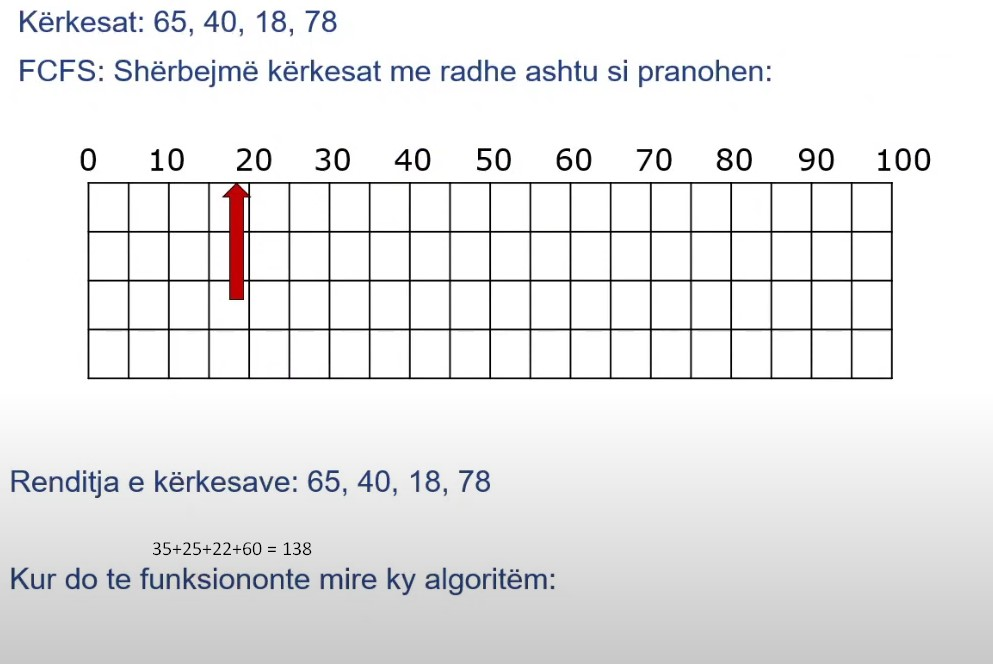 Kërkesat: 65, 40, 18, 78
FCFS: Shërbejmë kërkesat me radhe ashtu si pranohen:
0 10 20 30 40 50 60 70 80 90 100
Renditja e kërkesave: 65, 40, 18, 78
35+25+22+60 = 138
Kur do te funksiononte mire ky algoritëm: